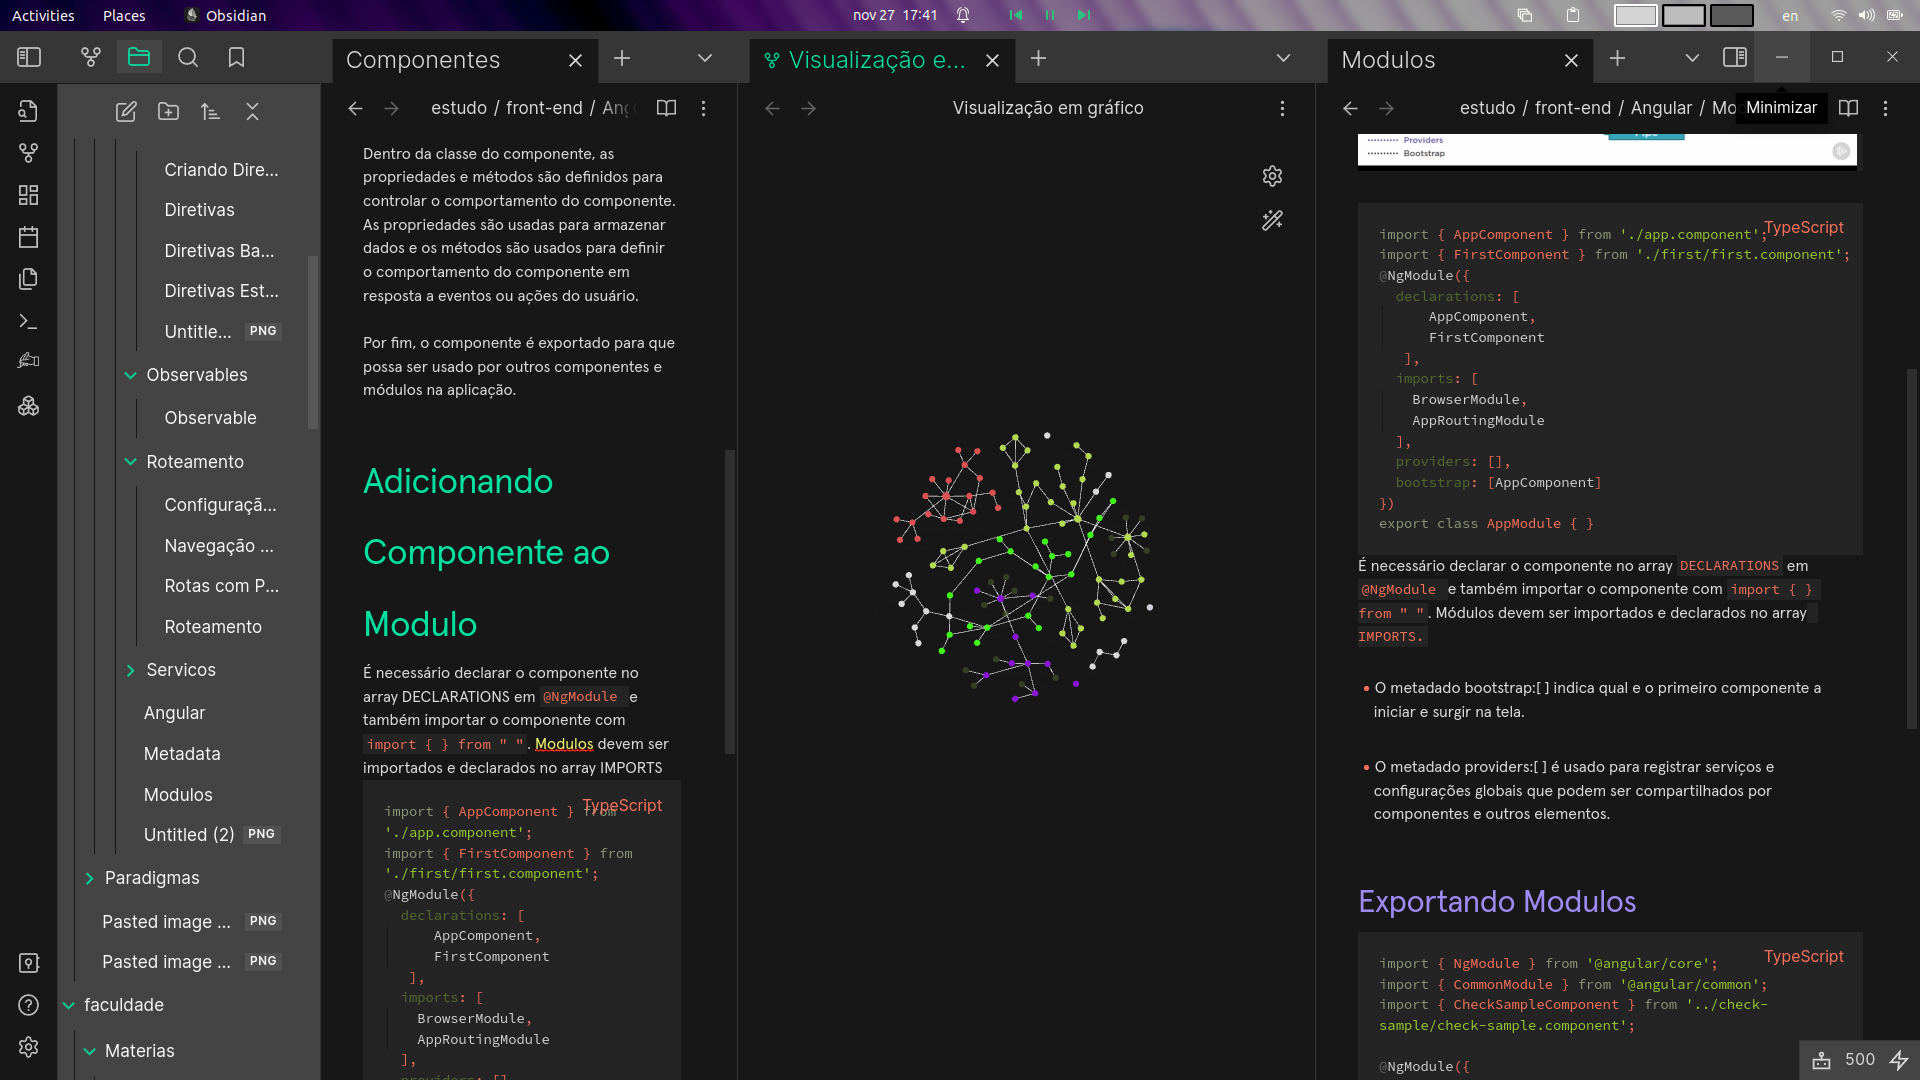 Activities
Places
Obsidian
nov 27 17:41
en
Componentes
Visualização e...
Modulos
Minimizar
Criando Dire...
Diretivas
Diretivas Ba...
Diretivas Est...
Untitle... PNG
Observables
Observable
Roteamento
Configuraçã...
Navegação ...
Rotas com P...
Roteamento
Servicos
Angular
Metadata
Modulos
Untitled (2) PNG
Paradigmas
Pasted image ... PNG
Pasted image ... PNG
faculdade
Materias
estudo / front-end / Ang
Dentro da classe do componente, as
propriedades e métodos são definidos para
controlar o comportamento do componente.
As propriedades são usadas para armazenar
dados e os métodos são usados para definir
o comportamento do componente em
resposta a eventos ou ações do usuário.
Por fim, o componente é exportado para que
possa ser usado por outros componentes e
módulos na aplicação.
Adicionando
Componente ao
Modulo
É necessário declarar o componente no
array DECLARATIONS em @NgModule e
também importar o componente com
import { } from " ". Modulos devem ser
importados e declarados no array IMPORTS
TypeScript
import { AppComponent } from
'./app.component';
import { FirstComponent } from
'./first/first.component';
@NgModule({
declarations: [
AppComponent,
FirstComponent
],
imports: [
BrowserModule,
AppRoutingModule
],
providers: []
Visualização em gráfico
estudo / front-end / Angular / Mo
Providers
Bootstrap
TypeScript
import { AppComponent } from './app.component';
import { FirstComponent } from './first/first.component';
@NgModule({
declarations: [
AppComponent,
FirstComponent
],
imports: [
BrowserModule,
AppRoutingModule
],
providers: [],
bootstrap: [AppComponent]
})
export class AppModule { }
É necessário declarar o componente no array DECLARATIONS em
@NgModule e também importar o componente com import { }
from " ". Módulos devem ser importados e declarados no array
IMPORTS.
• O metadado bootstrap:[ ] indica qual e o primeiro componente a
iniciar e surgir na tela.
• O metadado providers:[ ] é usado para registrar serviços e
configurações globais que podem ser compartilhados por
componentes e outros elementos.
Exportando Modulos
TypeScript
import { NgModule } from '@angular/core';
import { CommonModule } from '@angular/common';
import { CheckSampleComponent } from '../check-
sample/check-sample.component';
@NgModule({
500